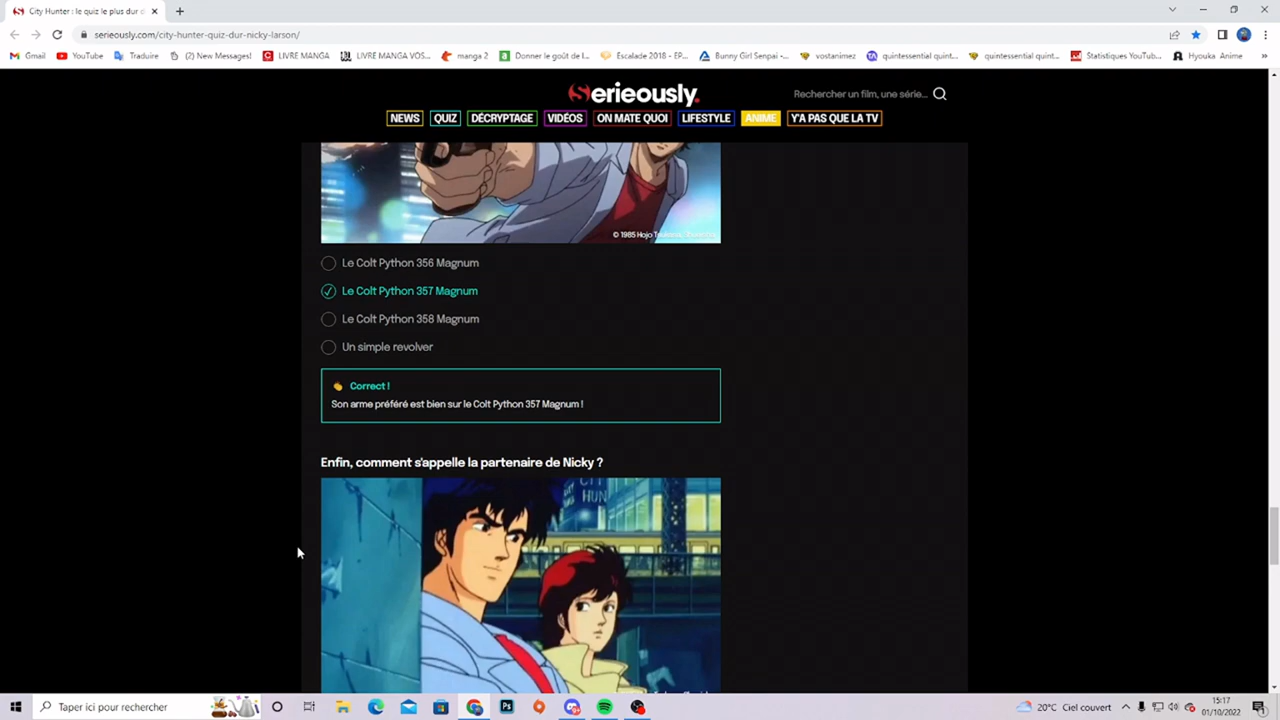 City Hunter : le quiz le plus dur d
serieously.com/city-hunter-quiz-dur-nicky-larson/
Gmail
YouTube
Traduire
(2) New Messages!
LIVRE MANGA
LIVRE MANGA VOS...
manga 2
Donner le goût de l...
Escalade 2018 - EP...
Bunny Girl Senpai -...
vostanimez
quintessential quint...
quintessential quint...
Statistiques YouTub...
Hyouka Anime
Serieously.
Rechercher un film, une série...
NEWS
QUIZ
DÉCRYPTAGE
VIDÉOS
ON MATE QUOI
LIFESTYLE
ANIME
Y'A PAS QUE LA TV
Le Colt Python 356 Magnum
Le Colt Python 357 Magnum
Le Colt Python 358 Magnum
Un simple revolver
Correct !
Son arme préféré est bien sur le Colt Python 357 Magnum !
Enfin, comment s'appelle la partenaire de Nicky ?
Taper ici pour rechercher
20°C Ciel couvert
15:17
01/10/2022